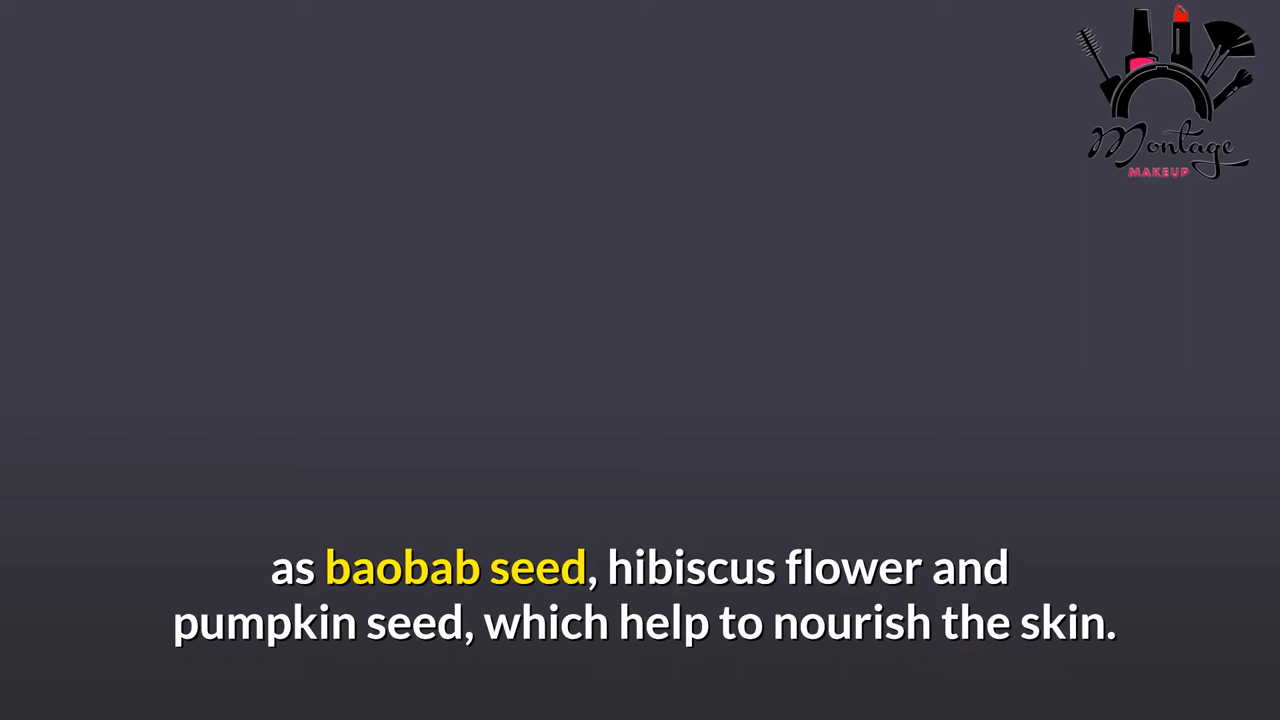 Montage
MAKEUP
as baobab seed, hibiscus flower and
pumpkin seed, which help to nourish the skin.